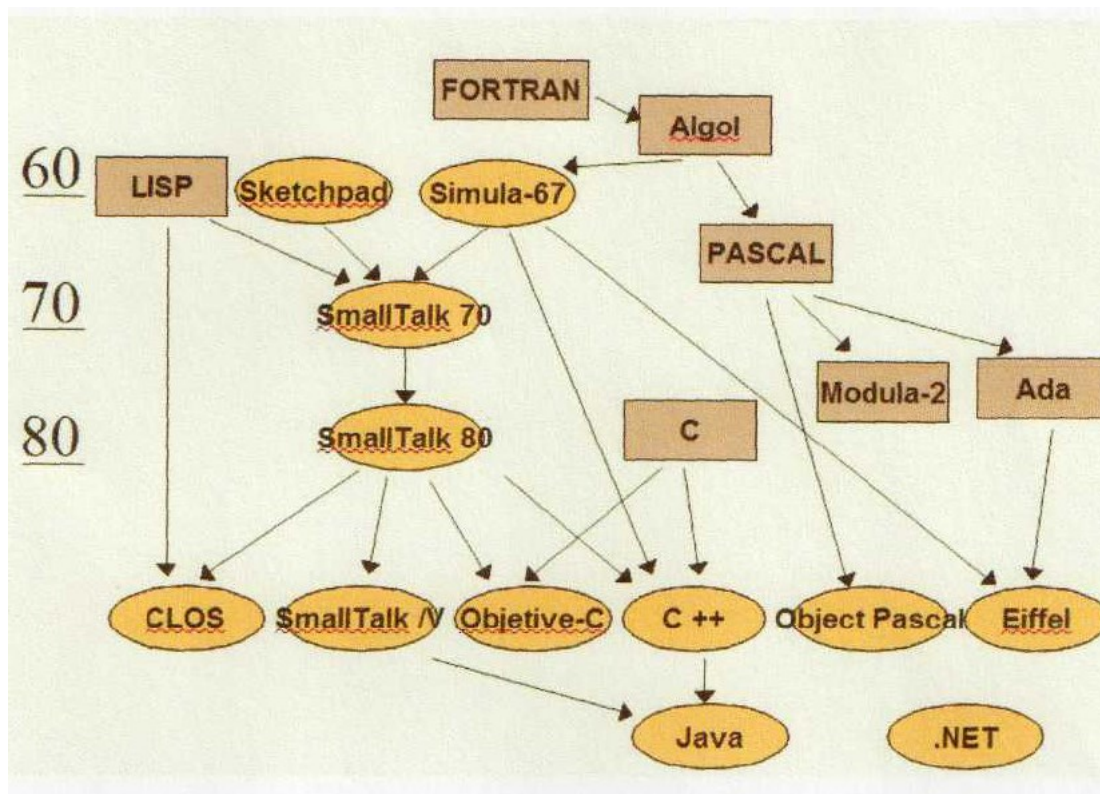 FORTRAN
Algol
60
LISP
Sketchpad
Simula-67
PASCAL
70
SmallTalk 70
Modula-2
Ada
80
SmallTalk 80
C
CLOS
SmallTalk /V
Objetive-C
C ++
Object Pascal
Eiffel
Java
.NET